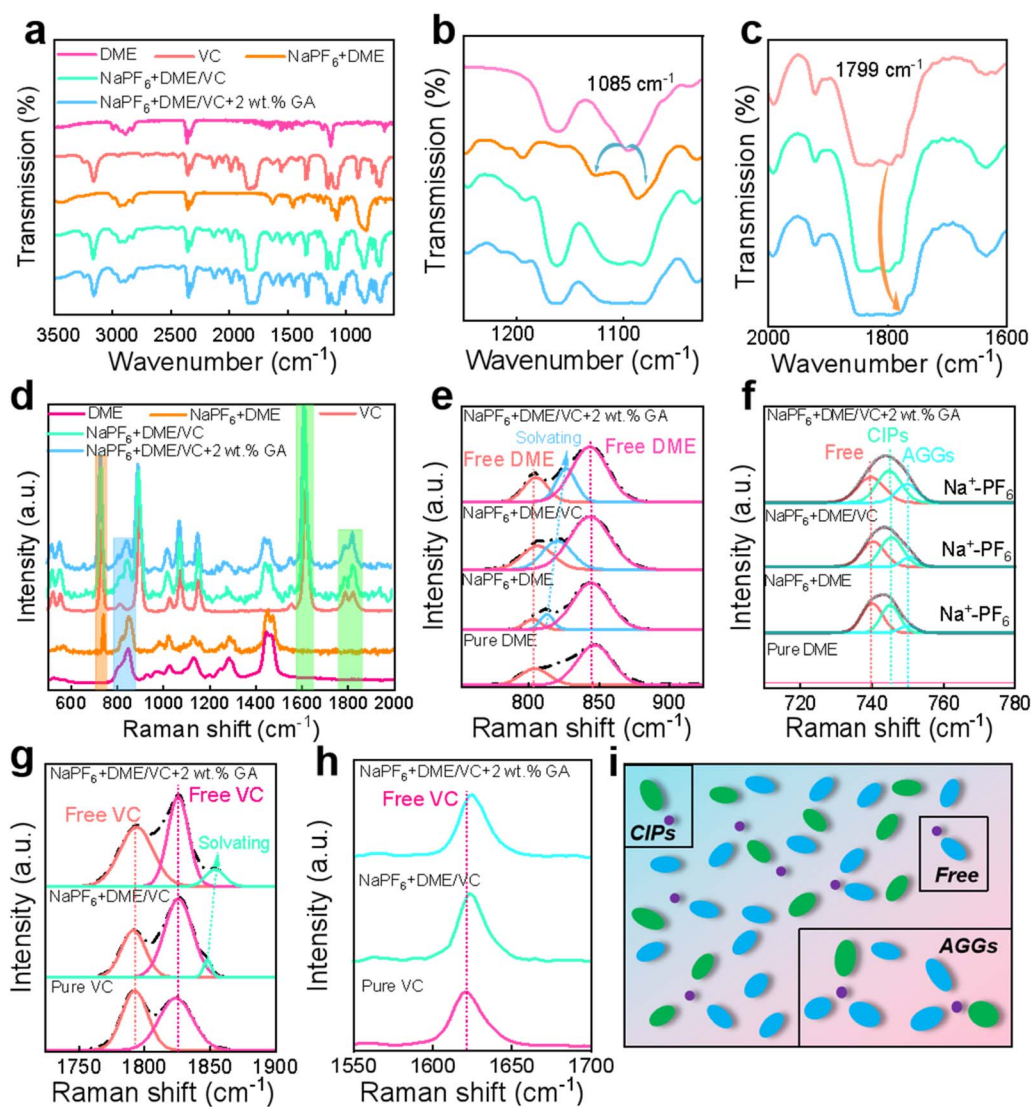 a
DME
VC
NaPF₆+DME
NaPF₆+DME/VC
NaPF₆+DME/VC+2 wt.% GA
Transmission (%)
3500 3000 2500 2000 1500 1000
Wavenumber (cm⁻¹)
b
1085 cm⁻¹
Transmission (%)
1200 1100
Wavenumber (cm⁻¹)
c
1799 cm⁻¹
Transmission (%)
2000 1800 1600
Wavenumber (cm⁻¹)
d
DME
NaPF₆+DME
VC
NaPF₆+DME/VC
NaPF₆+DME/VC+2 wt.% GA
Intensity (a.u.)
600 800 1000 1200 1400 1600 1800 2000
Raman shift (cm⁻¹)
e
NaPF₆+DME/VC+2 wt.% GA
Solvating
Free DME
Free DME
NaPF₆+DME/VC
NaPF₆+DME
Pure DME
Intensity (a.u.)
800 850 900
Raman shift (cm⁻¹)
f
NaPF₆+DME/VC+2 wt.% GA
CIPs
Free
AGGs
Na⁺-PF₆
NaPF₆+DME/VC
Na⁺-PF₆
NaPF₆+DME
Na⁺-PF₆
Pure DME
Intensity (a.u.)
720 740 760 780
Raman shift (cm⁻¹)
g
NaPF₆+DME/VC+2 wt.% GA
Free VC
Free VC
Solvating
NaPF₆+DME/VC
Pure VC
Intensity (a.u.)
1750 1800 1850 1900
Raman shift (cm⁻¹)
h
NaPF₆+DME/VC+2 wt.% GA
Free VC
NaPF₆+DME/VC
Pure VC
Intensity (a.u.)
1550 1600 1650 1700
Raman shift (cm⁻¹)
i
CIPs
Free
AGGs